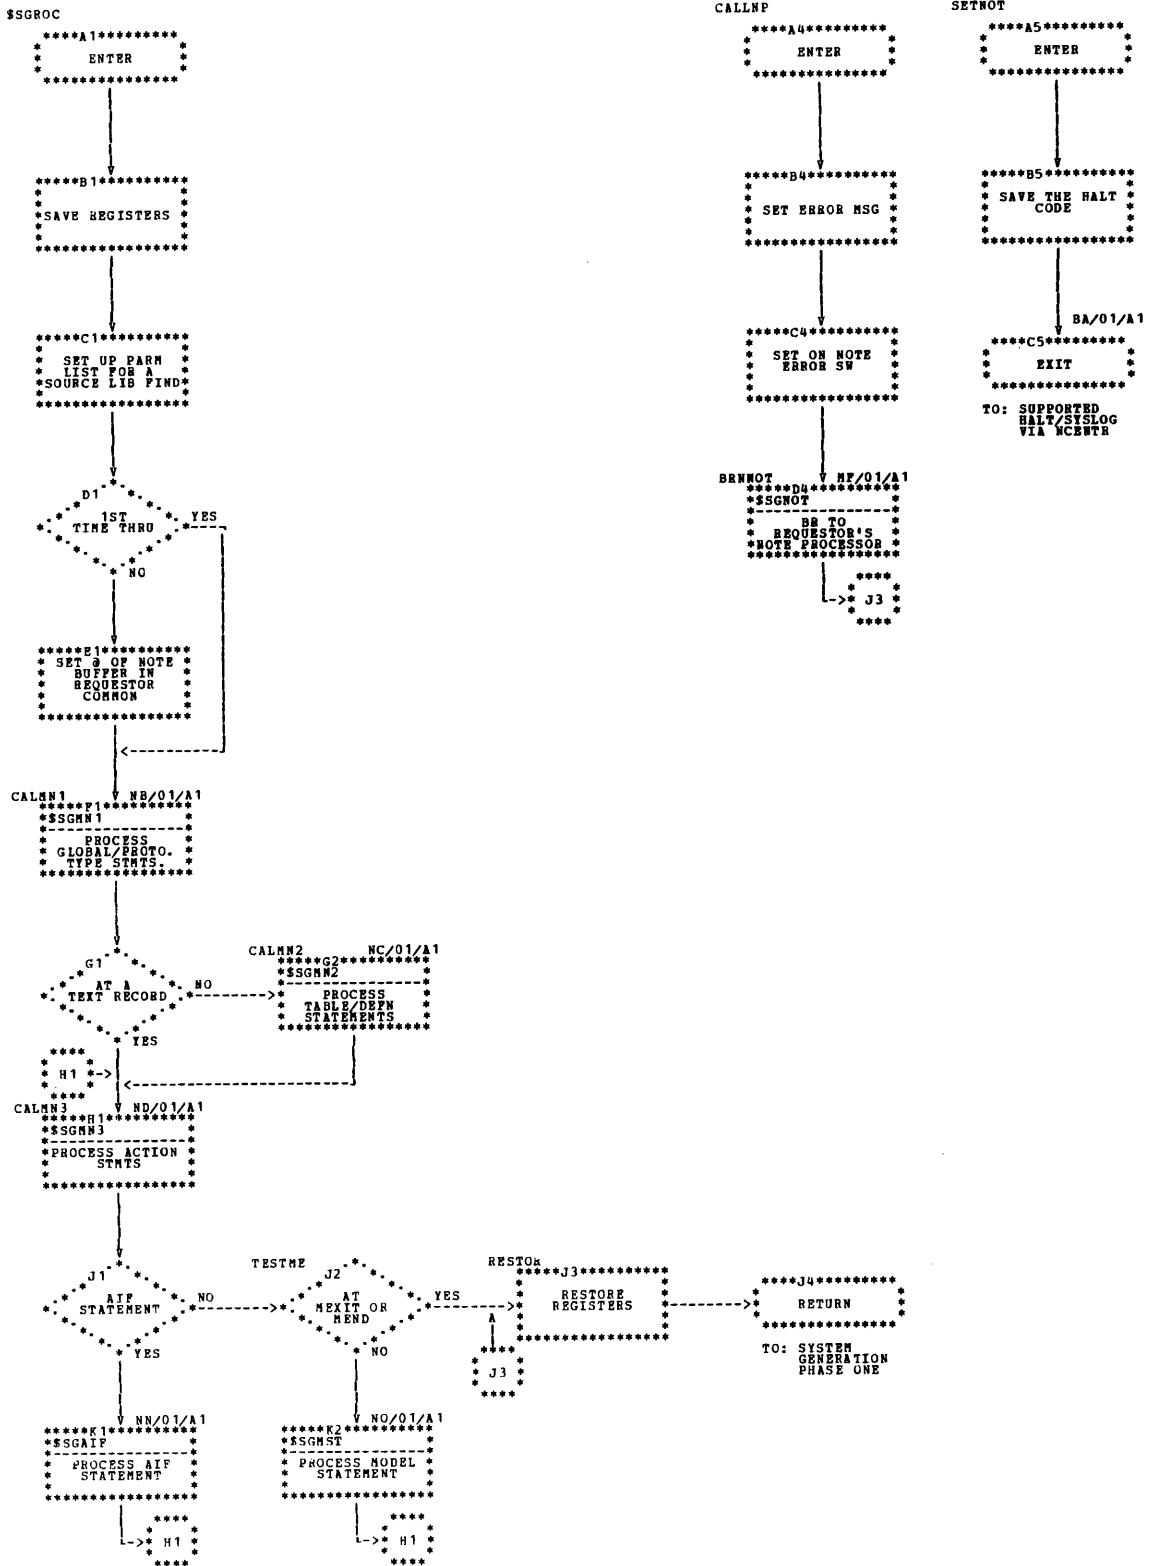 $SGROC
A1
ENTER
B1
SAVE REGISTERS
C1
SET UP PARM
LIST FOR A
SOURCE LIB FIND
D1
1ST
TIME THRU
YES
NO
E1
SET @ OF NOTE
BUFFER IN
REQUESTOR
COMMON
CALMN1 NB/01/A1
F1
$SGMN1
PROCESS
GLOBAL/PROTO.
TYPE STMTS.
G1
AT A
TEXT RECORD
NO
YES
CALMN2 NC/01/A1
G2
$SGMN2
PROCESS
TABLE/DEFN
STATEMENTS
H1
CALMN3 ND/01/A1
H1
$SGMN3
PROCESS ACTION
STMTS
J1
AIF
STATEMENT
NO
YES
TESTME
J2
AT
MEXIT OR
MEND
YES
NO
RESTOR
J3
RESTORE
REGISTERS
A
J3
J4
RETURN
TO: SYSTEM
GENERATION
PHASE ONE
NN/01/A1
K1
$SGAIF
PROCESS AIF
STATEMENT
H1
NO/01/A1
K2
$SGMST
PROCESS MODEL
STATEMENT
H1
CALLNP
A4
ENTER
B4
SET ERROR MSG
C4
SET ON NOTE
ERROR SW
BRNNOT MF/01/A1
D4
$SGNOT
BR TO
REQUESTOR'S
NOTE PROCESSOR
J3
SETNOT
A5
ENTER
B5
SAVE THE HALT
CODE
BA/01/A1
C5
EXIT
TO: SUPPORTED
HALT/SYSLOG
VIA NCENTR